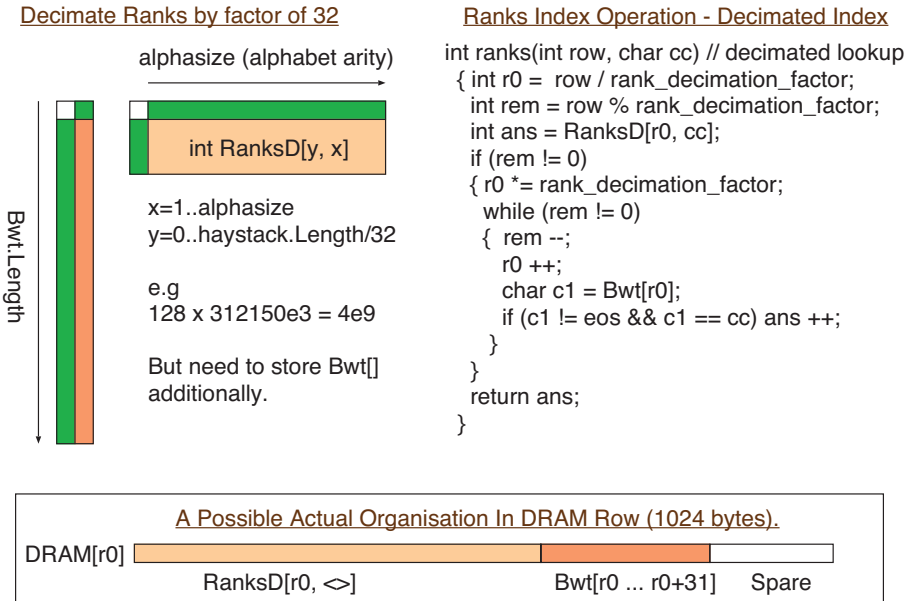 Decimate Ranks by factor of 32
alphasize (alphabet arity)
Bwt.Length
int RanksD[y, x]
x=1..alphasize
y=0..haystack.Length/32
e.g
128 x 312150e3 = 4e9
But need to store Bwt[]
additionally.
Ranks Index Operation - Decimated Index
int ranks(int row, char cc) // decimated lookup
{ int r0 = row / rank_decimation_factor;
int rem = row % rank_decimation_factor;
int ans = RanksD[r0, cc];
if (rem != 0)
{ r0 *= rank_decimation_factor;
while (rem != 0)
{ rem --;
r0 ++;
char c1 = Bwt[r0];
if (c1 != eos && c1 == cc) ans ++;
}
}
return ans;
}
A Possible Actual Organisation In DRAM Row (1024 bytes).
DRAM[r0]
RanksD[r0, <>]
Bwt[r0 ... r0+31]
Spare